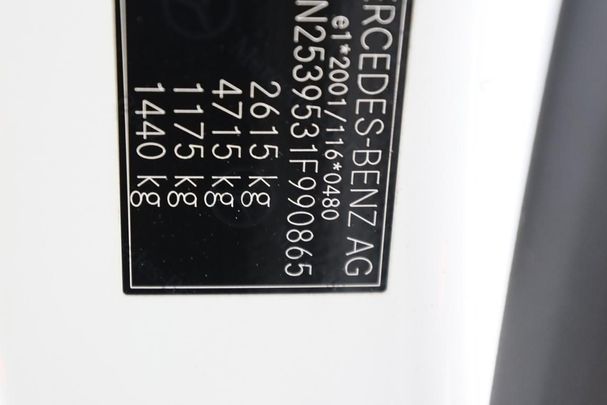 ERCEDES-BENZ AG
e1*2001/116*0480
N2539531F990865
2615 kg
4715 kg
1175 kg
1440 kg